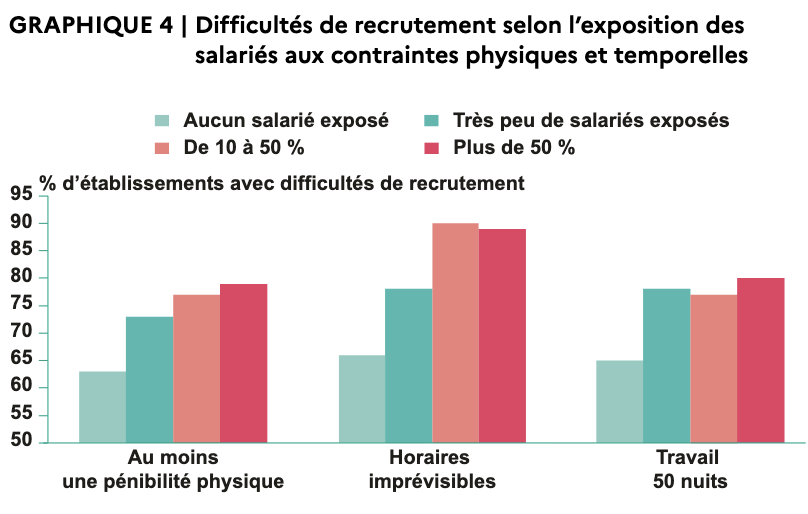 GRAPHIQUE 4 | Difficultés de recrutement selon l’exposition des
salariés aux contraintes physiques et temporelles
Aucun salarié exposé
Très peu de salariés exposés
De 10 à 50 %
Plus de 50 %
% d’établissements avec difficultés de recrutement
95
90
85
80
75
70
65
60
55
50
Au moins
une pénibilité physique
Horaires
imprévisibles
Travail
50 nuits